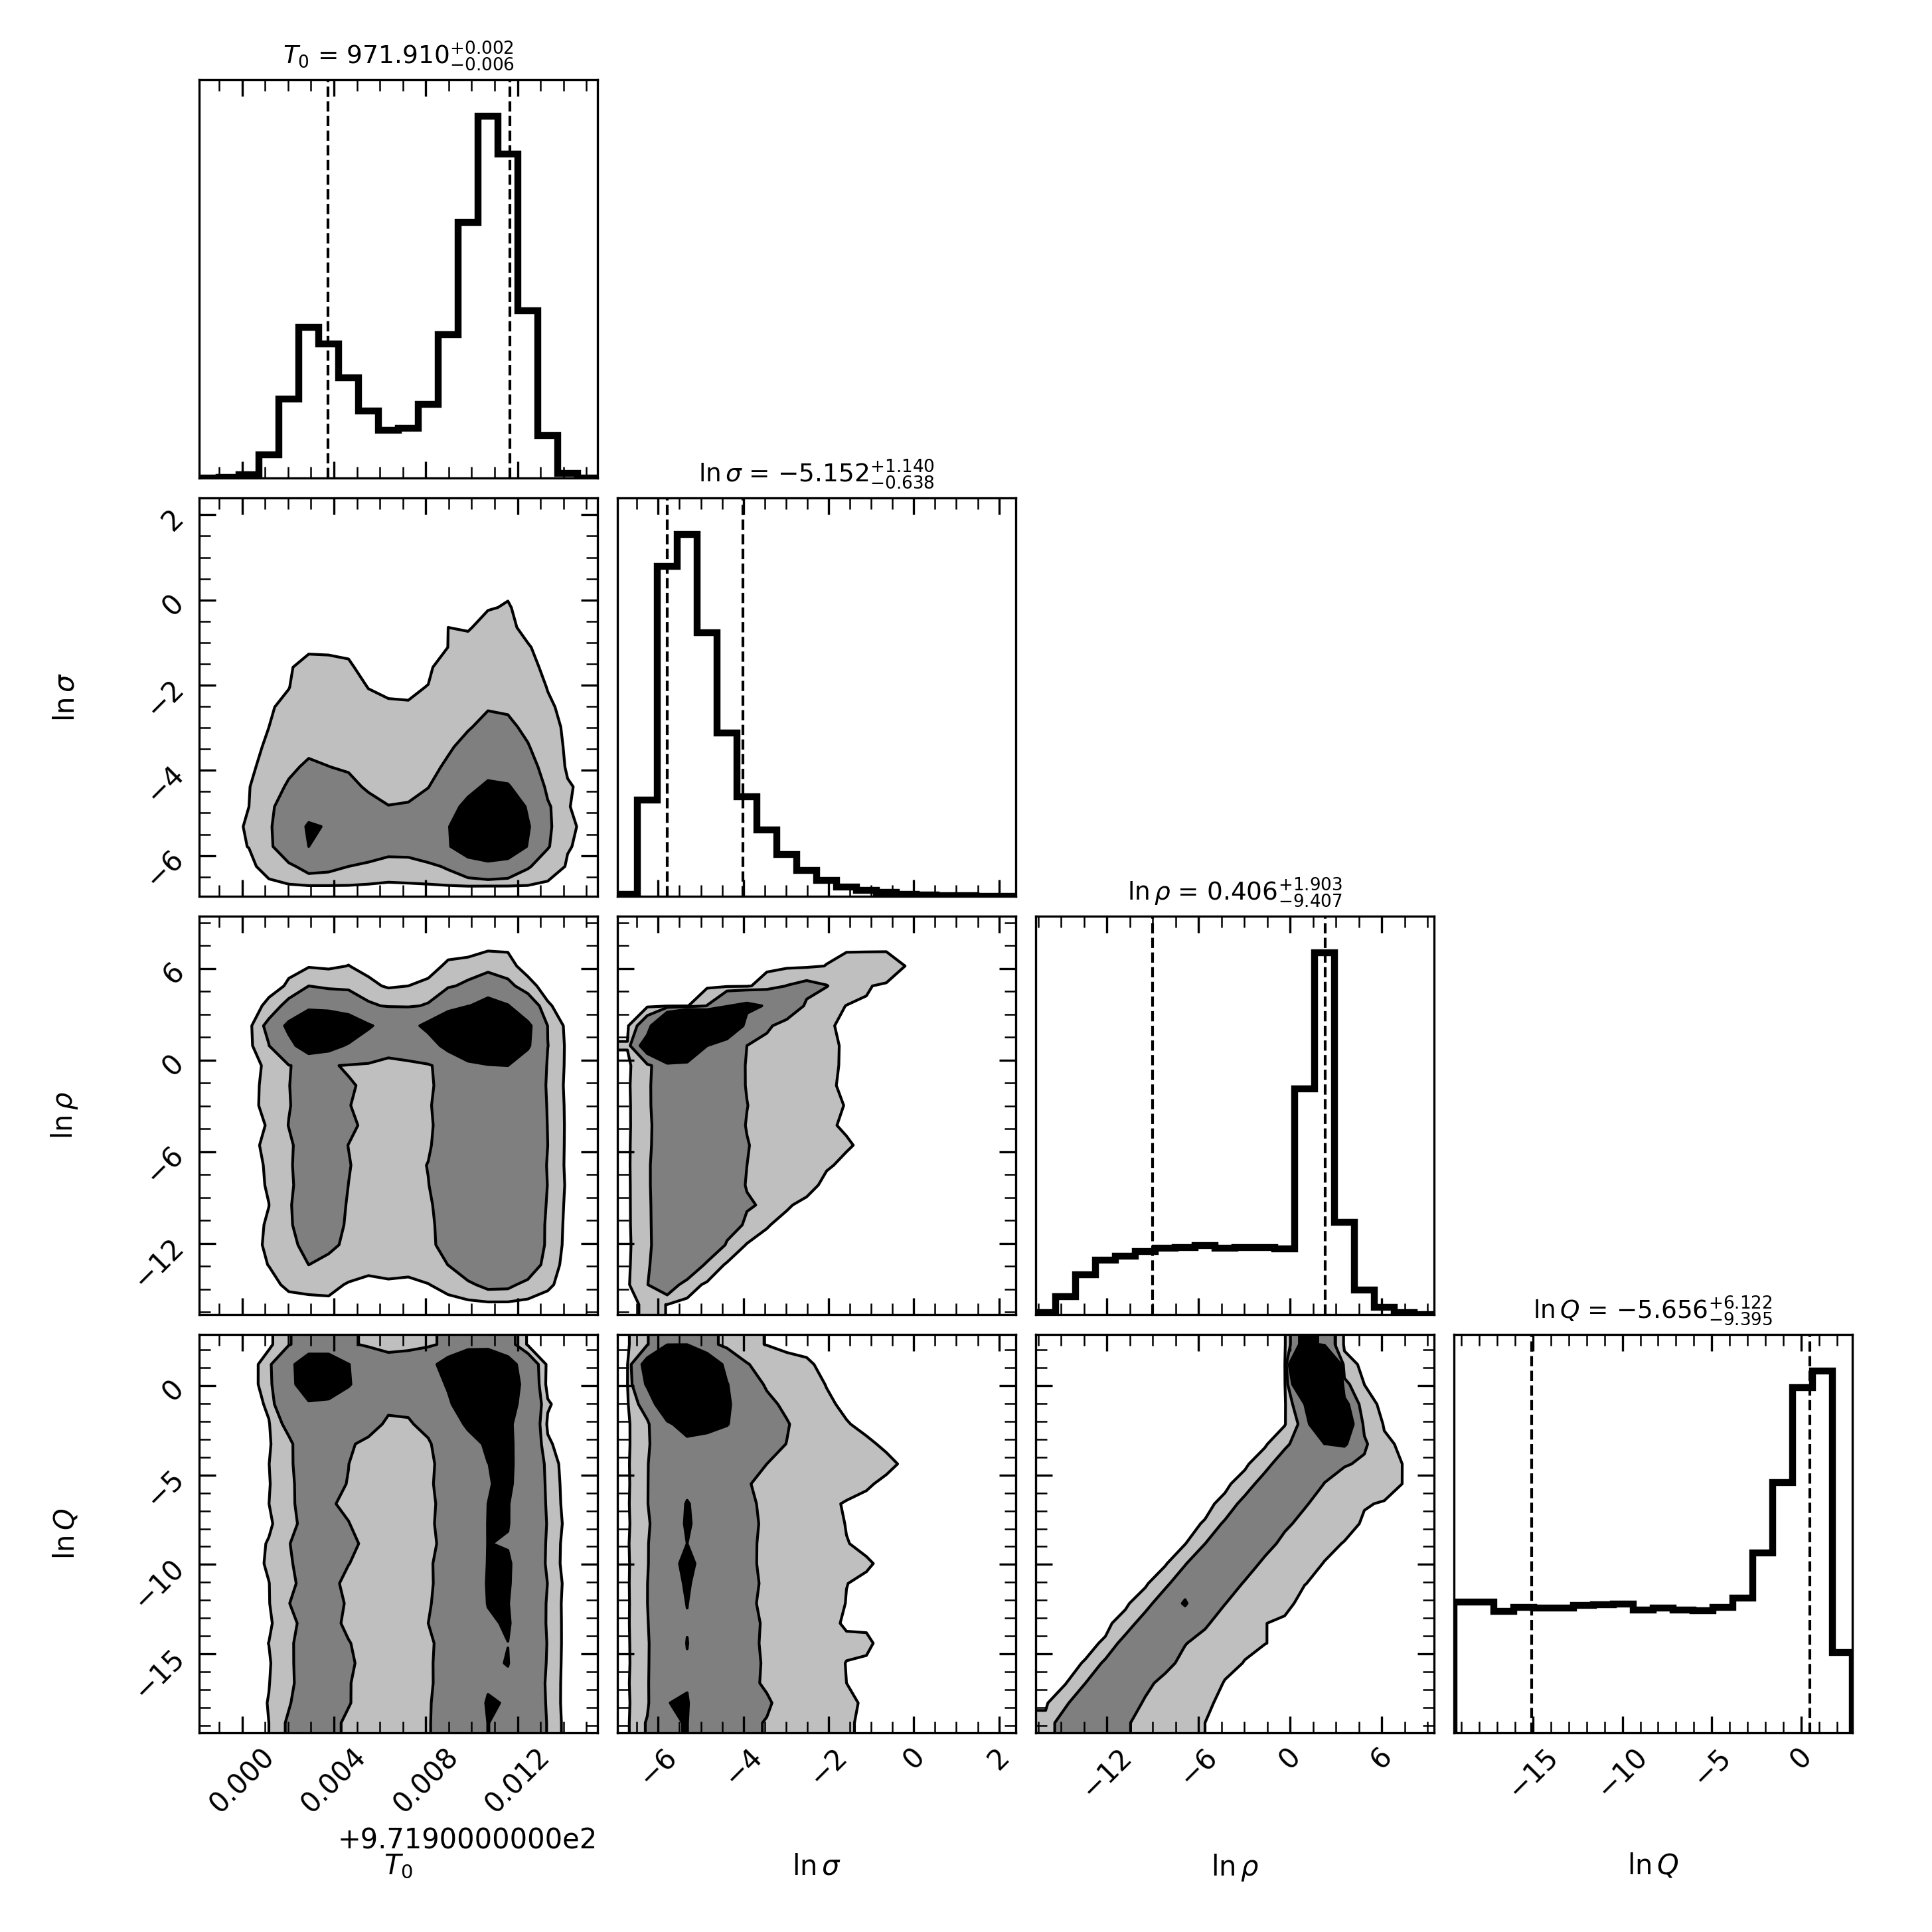 T₀ = 971.910 +0.002 −0.006
ln σ = −5.152 +1.140 −0.638
2
0
−2
−4
−6
ln σ
ln ρ = 0.406 +1.903 −9.407
6
0
−6
−12
ln ρ
ln Q = −5.656 +6.122 −9.395
0
−5
−10
−15
ln Q
0.000 0.004 0.008 0.012 −6 −4 −2 0 2 −12 −6 0 6 −15 −10 −5 0
+9.7190000000e2
T₀ ln σ ln ρ ln Q